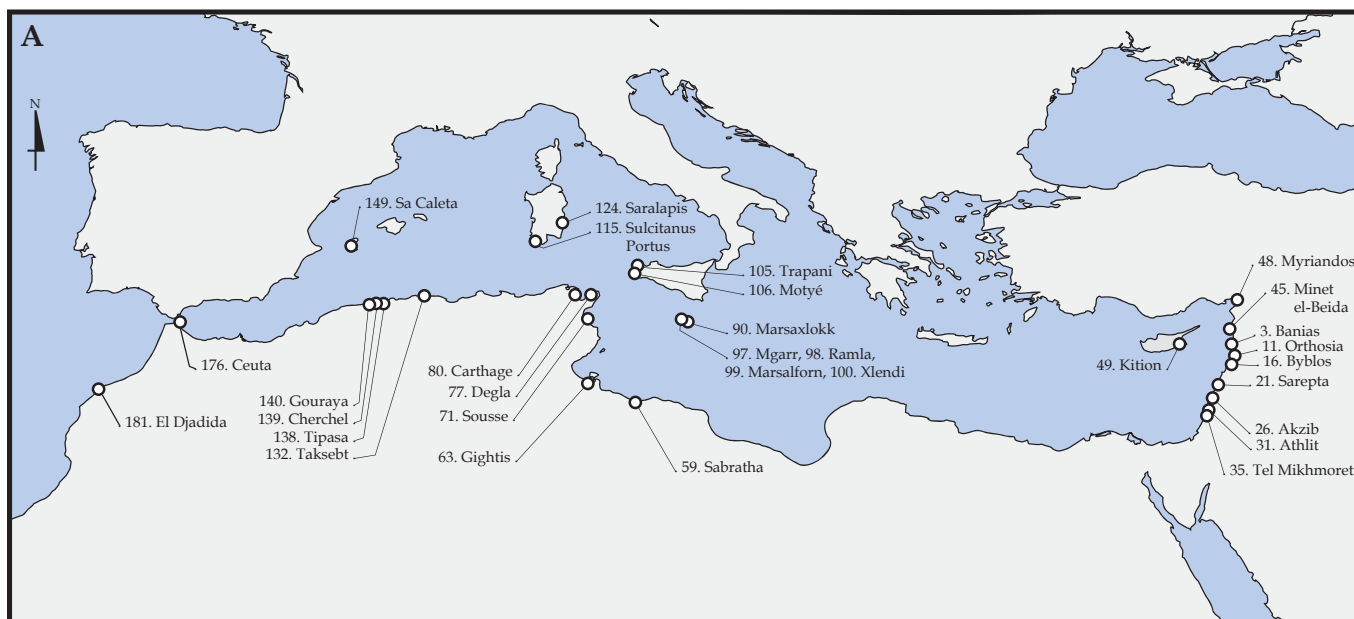 A
N
149. Sa Caleta
124. Saralapis
115. Sulcitanus
Portus
105. Trapani
106. Motyé
48. Myriandos
45. Minet
el-Beida
90. Marsaxlokk
3. Banias
11. Orthosia
97. Mgarr, 98. Ramla,
99. Marsalforn, 100. Xlendi
49. Kition
16. Byblos
176. Ceuta
80. Carthage
21. Sarepta
77. Degla
140. Gouraya
71. Sousse
139. Cherchel
181. El Djadida
26. Akzib
138. Tipasa
31. Athlit
132. Taksebt
63. Gightis
59. Sabratha
35. Tel Mikhmoret